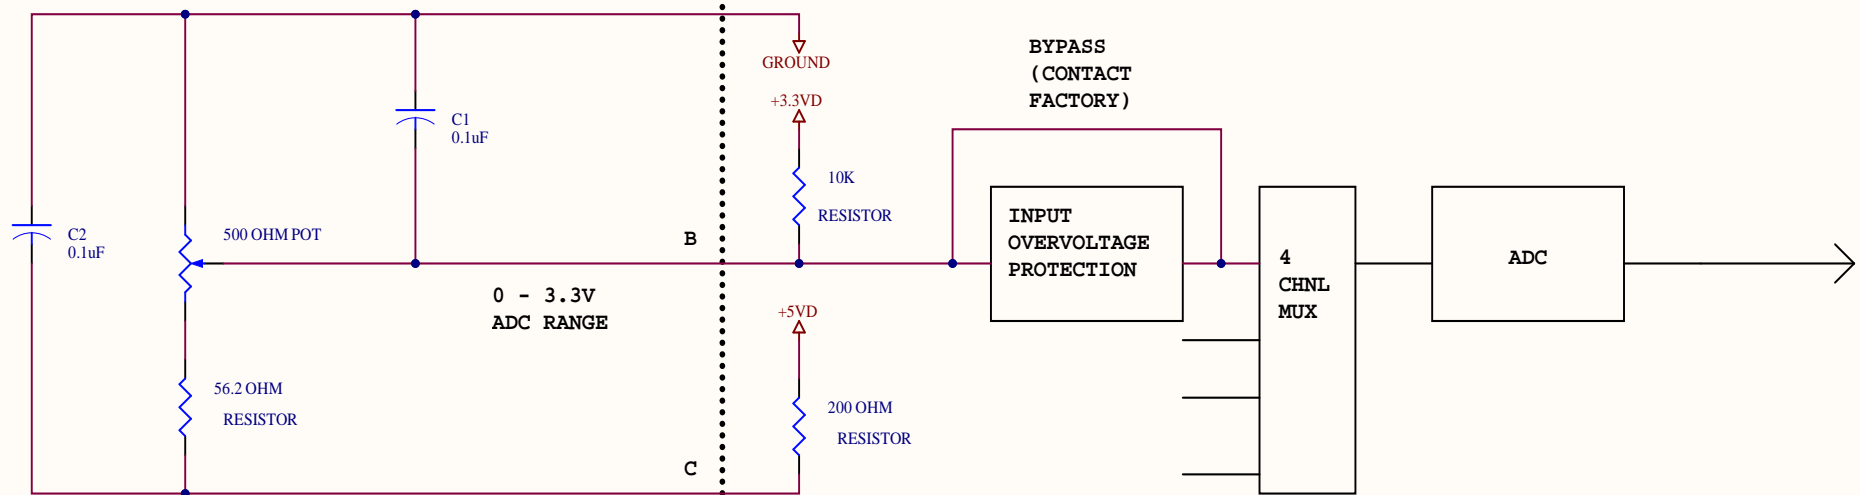 BYPASS
(CONTACT
FACTORY)
GROUND
+3.3VD
C1
0.1uF
10K
RESISTOR
C2
0.1uF
500 OHM POT
B
INPUT
OVERVOLTAGE
PROTECTION
4
CHNL
MUX
ADC
0 - 3.3V
ADC RANGE
+5VD
56.2 OHM
RESISTOR
200 OHM
RESISTOR
C